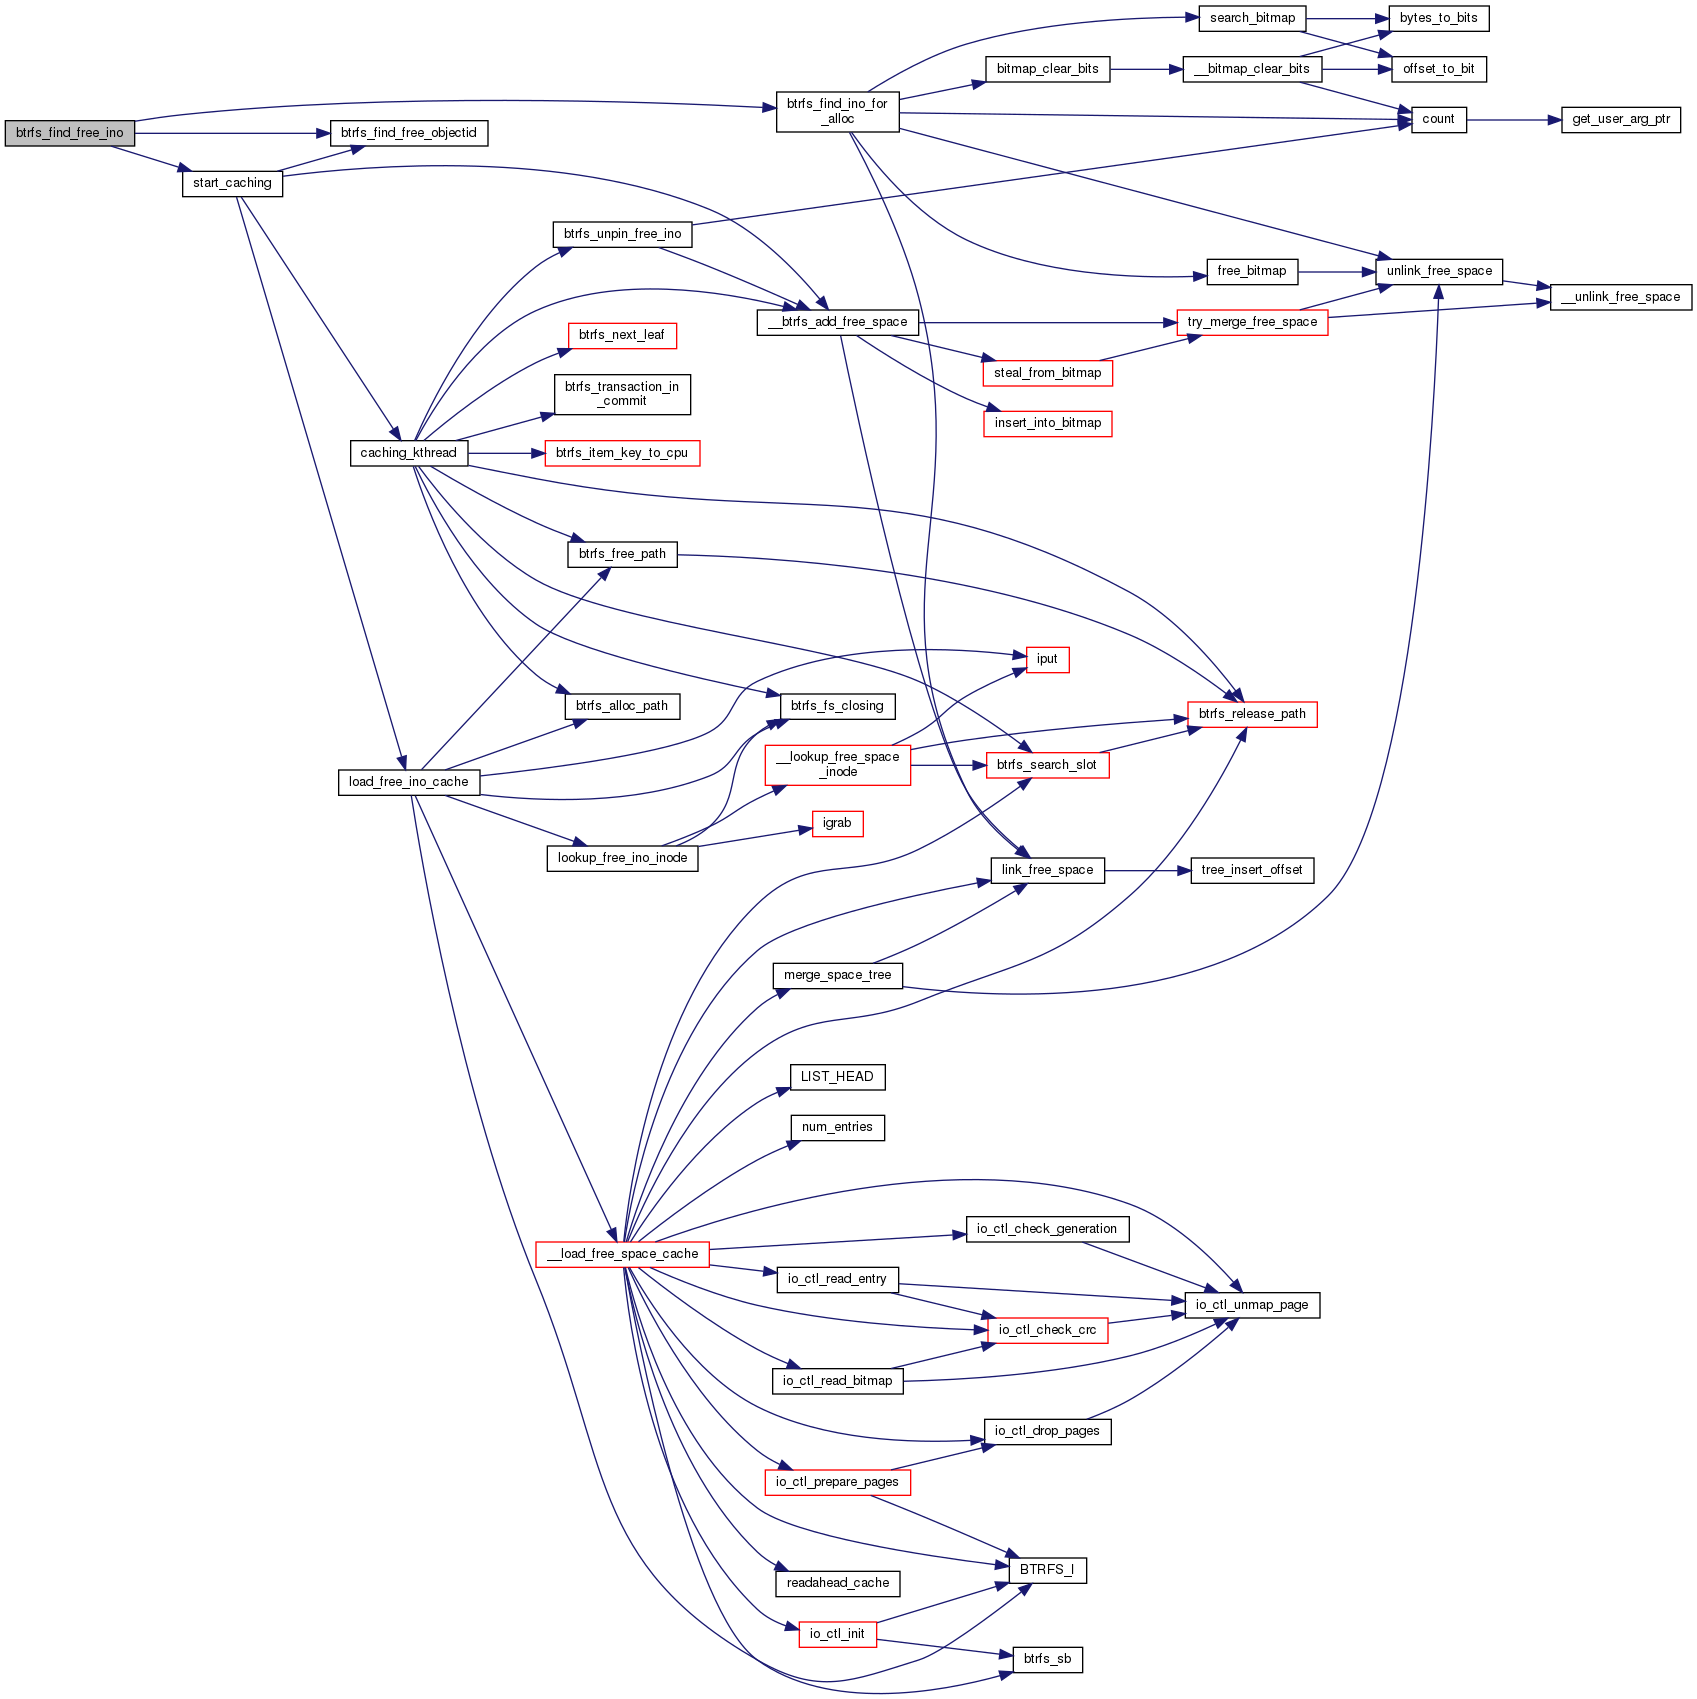 search_bitmap
bytes_to_bits
bitmap_clear_bits
__bitmap_clear_bits
offset_to_bit
btrfs_find_ino_for
_alloc
count
get_user_arg_ptr
btrfs_find_free_ino
btrfs_find_free_objectid
start_caching
btrfs_unpin_free_ino
free_bitmap
unlink_free_space
__unlink_free_space
__btrfs_add_free_space
try_merge_free_space
btrfs_next_leaf
steal_from_bitmap
btrfs_transaction_in
_commit
insert_into_bitmap
caching_kthread
btrfs_item_key_to_cpu
btrfs_free_path
iput
btrfs_alloc_path
btrfs_fs_closing
btrfs_release_path
__lookup_free_space
_inode
btrfs_search_slot
load_free_ino_cache
igrab
lookup_free_ino_inode
link_free_space
tree_insert_offset
merge_space_tree
LIST_HEAD
num_entries
io_ctl_check_generation
__load_free_space_cache
io_ctl_read_entry
io_ctl_unmap_page
io_ctl_check_crc
io_ctl_read_bitmap
io_ctl_drop_pages
io_ctl_prepare_pages
BTRFS_I
readahead_cache
io_ctl_init
btrfs_sb